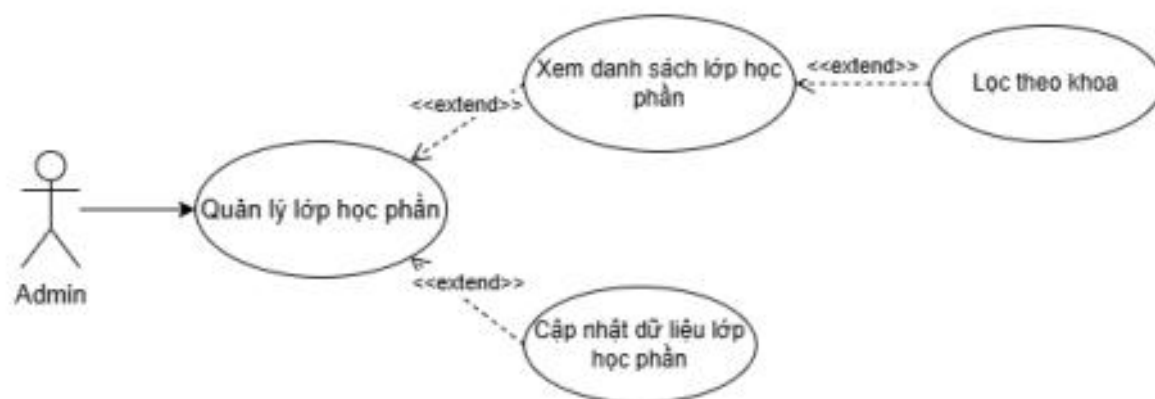 Xem danh sách lớp học
phần
<<extend>>
Lọc theo khoa
<<extend>>
Quản lý lớp học phần
Admin
<<extend>>
Cập nhật dữ liệu lớp
học phần